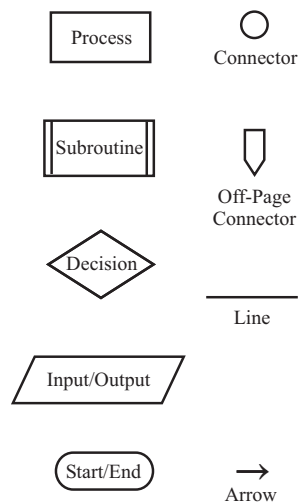 Process
Connector
Subroutine
Off-Page
Connector
Decision
Line
Input/Output
Start/End
Arrow